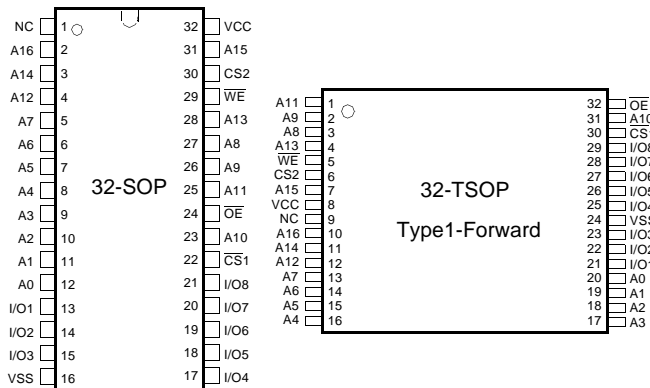 NC 1 32 VCC
A16 2 31 A15
A14 3 30 CS2
A12 4 29 WE
A7 5 28 A13
A6 6 27 A8
A5 7 26 A9
A4 8 25 A11
A3 9 24 OE
A2 10 23 A10
A1 11 22 CS1
A0 12 21 I/O8
I/O1 13 20 I/O7
I/O2 14 19 I/O6
I/O3 15 18 I/O5
VSS 16 17 I/O4
32-SOP
A11 1 32 OE
A9 2 31 A10
A8 3 30 CS1
A13 4 29 I/O8
WE 5 28 I/O7
CS2 6 27 I/O6
A15 7 26 I/O5
VCC 8 25 I/O4
NC 9 24 VSS
A16 10 23 I/O3
A14 11 22 I/O2
A12 12 21 I/O1
A7 13 20 A0
A6 14 19 A1
A5 15 18 A2
A4 16 17 A3
32-TSOP
Type1-Forward